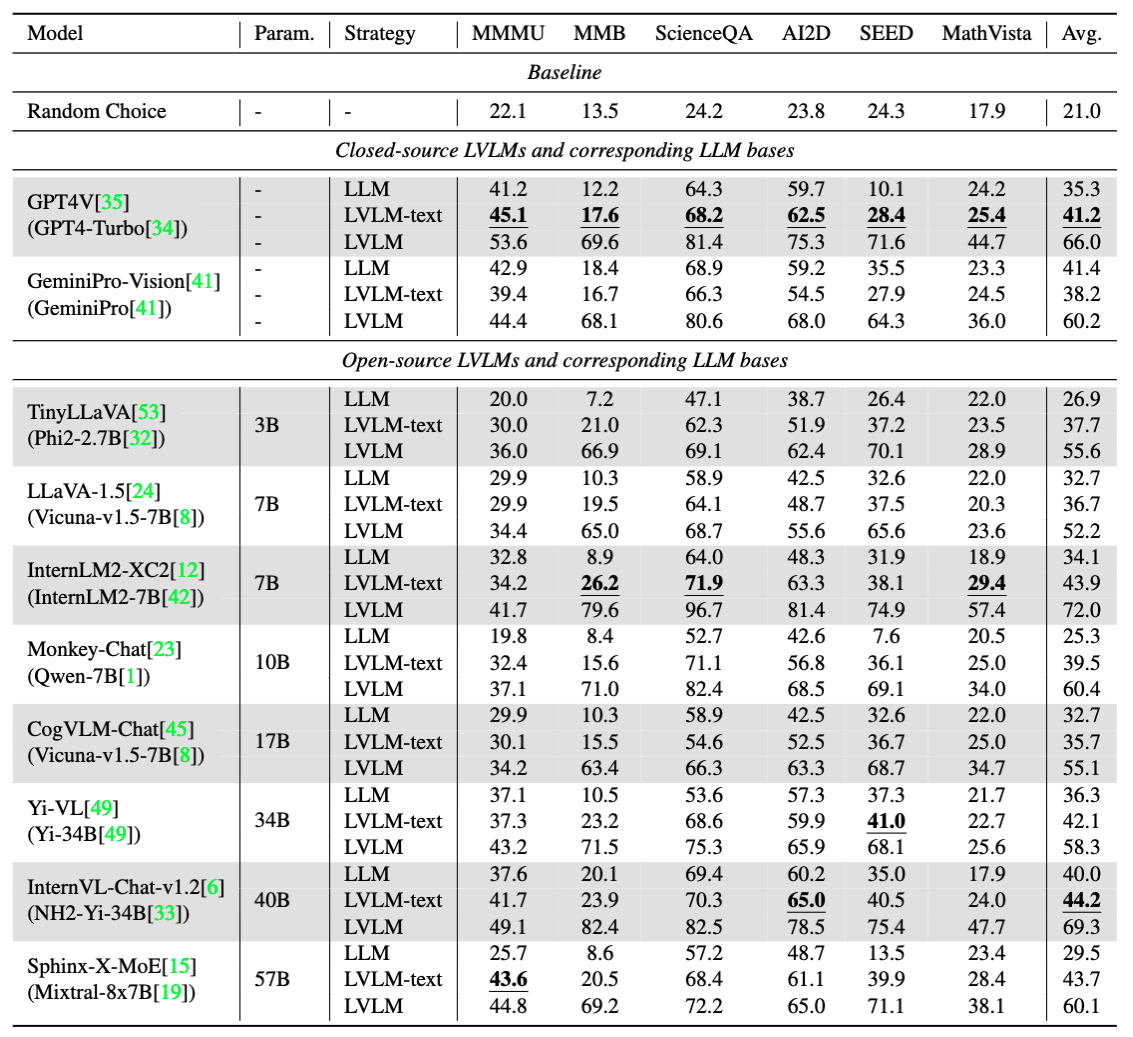 Model Param. Strategy MMMU MMB ScienceQA AI2D SEED MathVista Avg.
Baseline
Random Choice - - 22.1 13.5 24.2 23.8 24.3 17.9 21.0
Closed-source LVLMs and corresponding LLM bases
GPT4V[35]
(GPT4-Turbo[34])
- LLM 41.2 12.2 64.3 59.7 10.1 24.2 35.3
- LVLM-text 45.1 17.6 68.2 62.5 28.4 25.4 41.2
- LVLM 53.6 69.6 81.4 75.3 71.6 44.7 66.0
GeminiPro-Vision[41]
(GeminiPro[41])
- LLM 42.9 18.4 68.9 59.2 35.5 23.3 41.4
- LVLM-text 39.4 16.7 66.3 54.5 27.9 24.5 38.2
- LVLM 44.4 68.1 80.6 68.0 64.3 36.0 60.2
Open-source LVLMs and corresponding LLM bases
TinyLLaVA[53]
(Phi2-2.7B[32])
3B
LLM 20.0 7.2 47.1 38.7 26.4 22.0 26.9
LVLM-text 30.0 21.0 62.3 51.9 37.2 23.5 37.7
LVLM 36.0 66.9 69.1 62.4 70.1 28.9 55.6
LLaVA-1.5[24]
(Vicuna-v1.5-7B[8])
7B
LLM 29.9 10.3 58.9 42.5 32.6 22.0 32.7
LVLM-text 29.9 19.5 64.1 48.7 37.5 20.3 36.7
LVLM 34.4 65.0 68.7 55.6 65.6 23.6 52.2
InternLM2-XC2[12]
(InternLM2-7B[42])
7B
LLM 32.8 8.9 64.0 48.3 31.9 18.9 34.1
LVLM-text 34.2 26.2 71.9 63.3 38.1 29.4 43.9
LVLM 41.7 79.6 96.7 81.4 74.9 57.4 72.0
Monkey-Chat[23]
(Qwen-7B[1])
10B
LLM 19.8 8.4 52.7 42.6 7.6 20.5 25.3
LVLM-text 32.4 15.6 71.1 56.8 36.1 25.0 39.5
LVLM 37.1 71.0 82.4 68.5 69.1 34.0 60.4
CogVLM-Chat[45]
(Vicuna-v1.5-7B[8])
17B
LLM 29.9 10.3 58.9 42.5 32.6 22.0 32.7
LVLM-text 30.1 15.5 54.6 52.5 36.7 25.0 35.7
LVLM 34.2 63.4 66.3 63.3 68.7 34.7 55.1
Yi-VL[49]
(Yi-34B[49])
34B
LLM 37.1 10.5 53.6 57.3 37.3 21.7 36.3
LVLM-text 37.3 23.2 68.6 59.9 41.0 22.7 42.1
LVLM 43.2 71.5 75.3 65.9 68.1 25.6 58.3
InternVL-Chat-v1.2[6]
(NH2-Yi-34B[33])
40B
LLM 37.6 20.1 69.4 60.2 35.0 17.9 40.0
LVLM-text 41.7 23.9 70.3 65.0 40.5 24.0 44.2
LVLM 49.1 82.4 82.5 78.5 75.4 47.7 69.3
Sphinx-X-MoE[15]
(Mixtral-8x7B[19])
57B
LLM 25.7 8.6 57.2 48.7 13.5 23.4 29.5
LVLM-text 43.6 20.5 68.4 61.1 39.9 28.4 43.7
LVLM 44.8 69.2 72.2 65.0 71.1 38.1 60.1